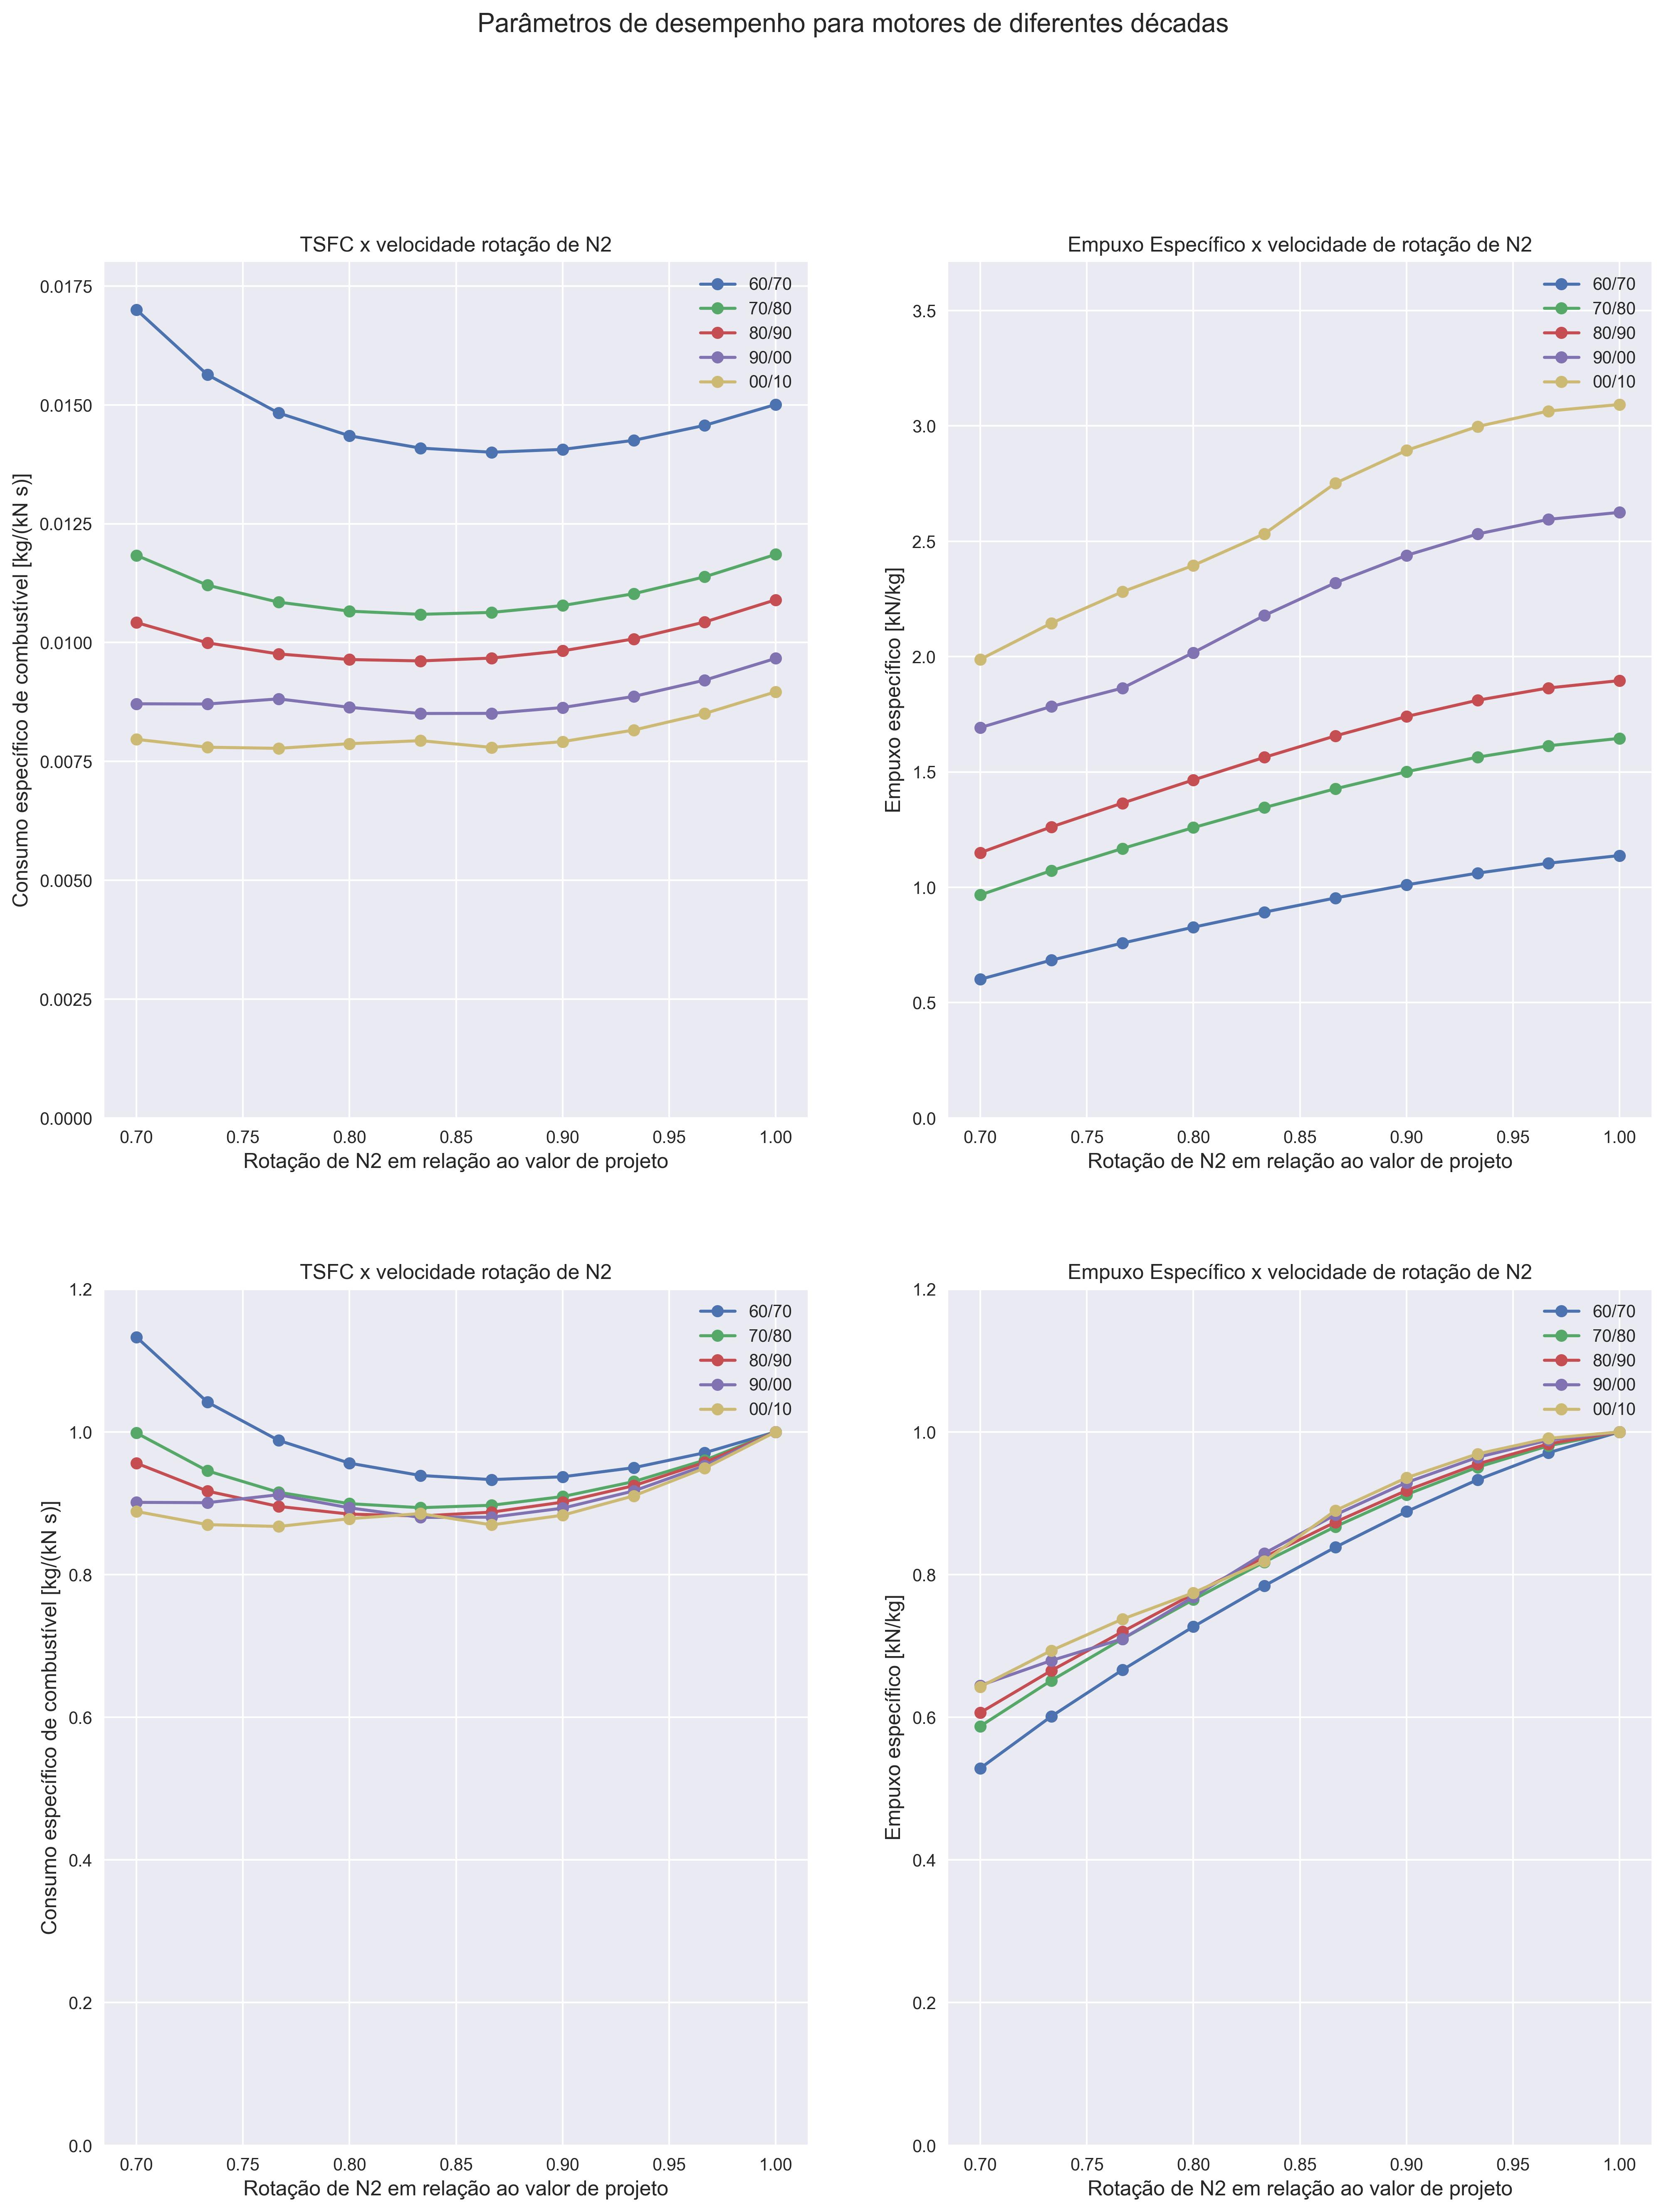 Parâmetros de desempenho para motores de diferentes décadas
TSFC x velocidade rotação de N2
60/70
70/80
80/90
90/00
00/10
0.0175
0.0150
0.0125
0.0100
0.0075
0.0050
0.0025
0.0000
Consumo específico de combustível [kg/(kN s)]
0.70 0.75 0.80 0.85 0.90 0.95 1.00
Rotação de N2 em relação ao valor de projeto
Empuxo Específico x velocidade de rotação de N2
60/70
70/80
80/90
90/00
00/10
3.5
3.0
2.5
2.0
1.5
1.0
0.5
0.0
Empuxo específico [kN/kg]
0.70 0.75 0.80 0.85 0.90 0.95 1.00
Rotação de N2 em relação ao valor de projeto
TSFC x velocidade rotação de N2
60/70
70/80
80/90
90/00
00/10
1.2
1.0
0.8
0.6
0.4
0.2
0.0
Consumo específico de combustível [kg/(kN s)]
0.70 0.75 0.80 0.85 0.90 0.95 1.00
Rotação de N2 em relação ao valor de projeto
Empuxo Específico x velocidade de rotação de N2
60/70
70/80
80/90
90/00
00/10
1.2
1.0
0.8
0.6
0.4
0.2
0.0
Empuxo específico [kN/kg]
0.70 0.75 0.80 0.85 0.90 0.95 1.00
Rotação de N2 em relação ao valor de projeto